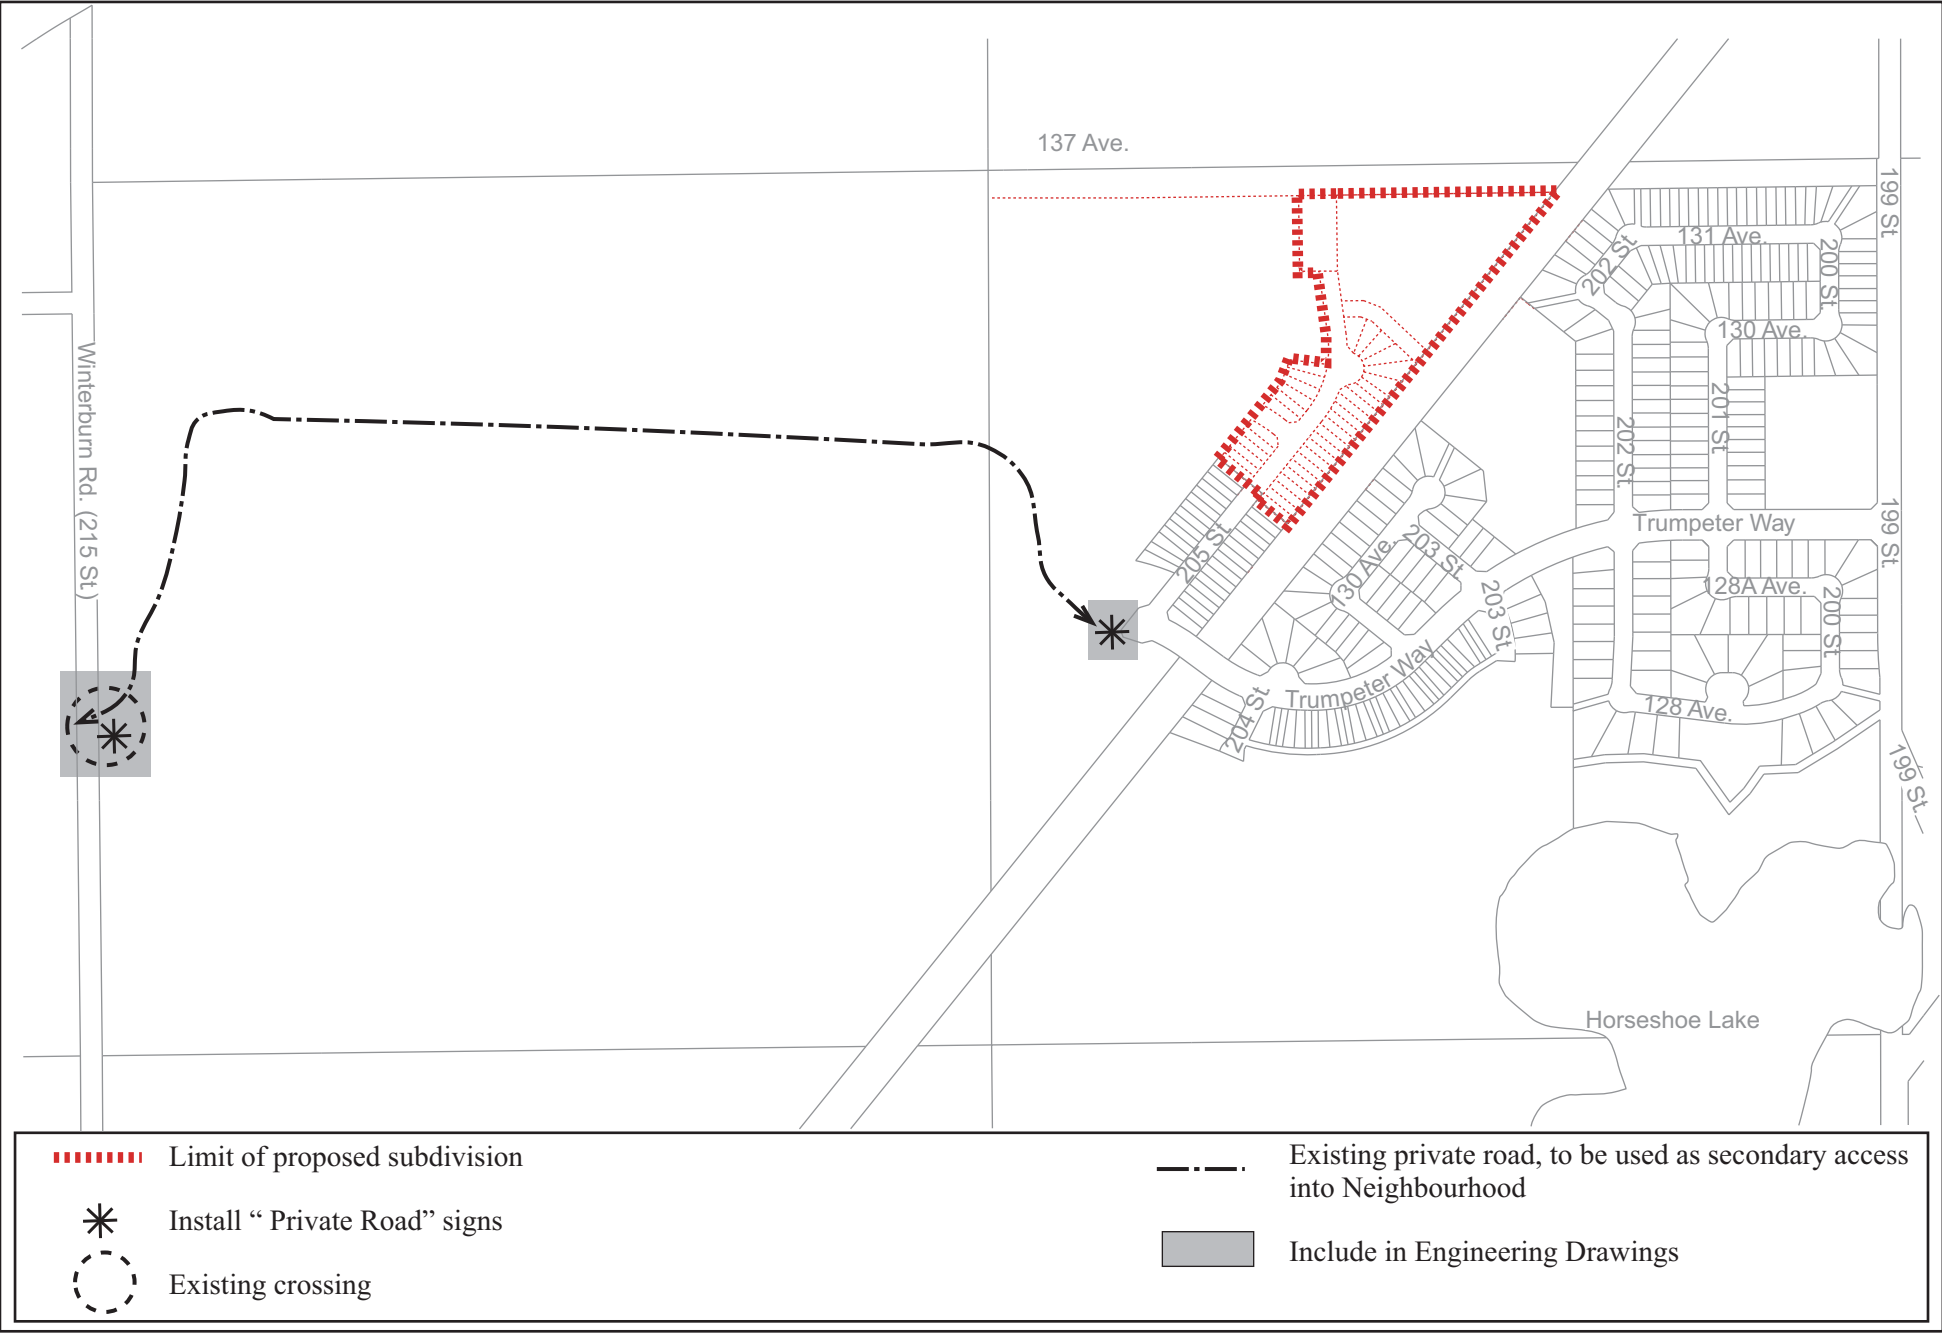 137 Ave.
199 St.
131 Ave.
202 St.
200 St.
130 Ave.
Winterburn Rd. (215 St.)
201 St.
202 St.
Trumpeter Way
199 St.
205 St.
130 Ave.
203 St.
203 St.
128A Ave.
200 St.
Trumpeter Way
204 St.
128 Ave.
199 St.
Horseshoe Lake
Limit of proposed subdivision
Install “ Private Road” signs
Existing crossing
Existing private road, to be used as secondary access
into Neighbourhood
Include in Engineering Drawings